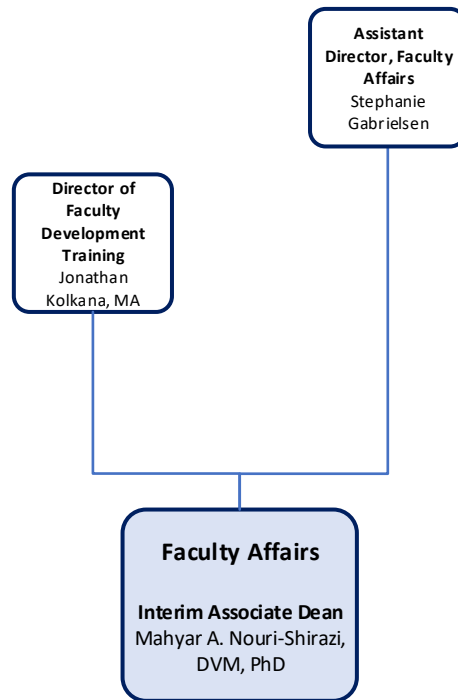 Assistant
Director, Faculty
Affairs
Stephanie
Gabrielsen
Director of
Faculty
Development
Training
Jonathan
Kolkana, MA
Faculty Affairs
Interim Associate Dean
Mahyar A. Nouri-Shirazi,
DVM, PhD